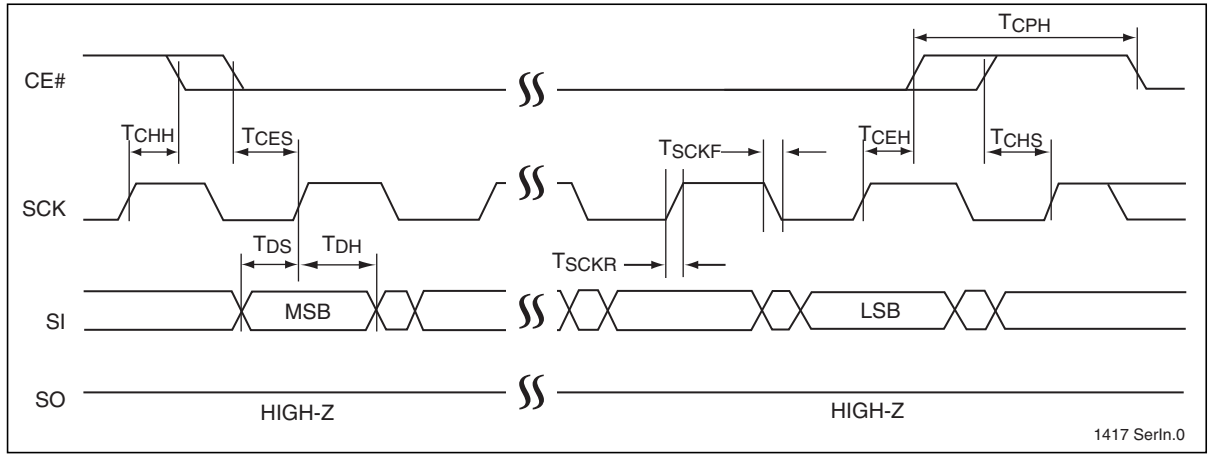 TCPH
CE#
TCHH
TCES
TSCKF
TCEH
TCHS
SCK
TDS
TDH
TSCKR
SI
MSB
LSB
SO
HIGH-Z
HIGH-Z
1417 SerIn.0